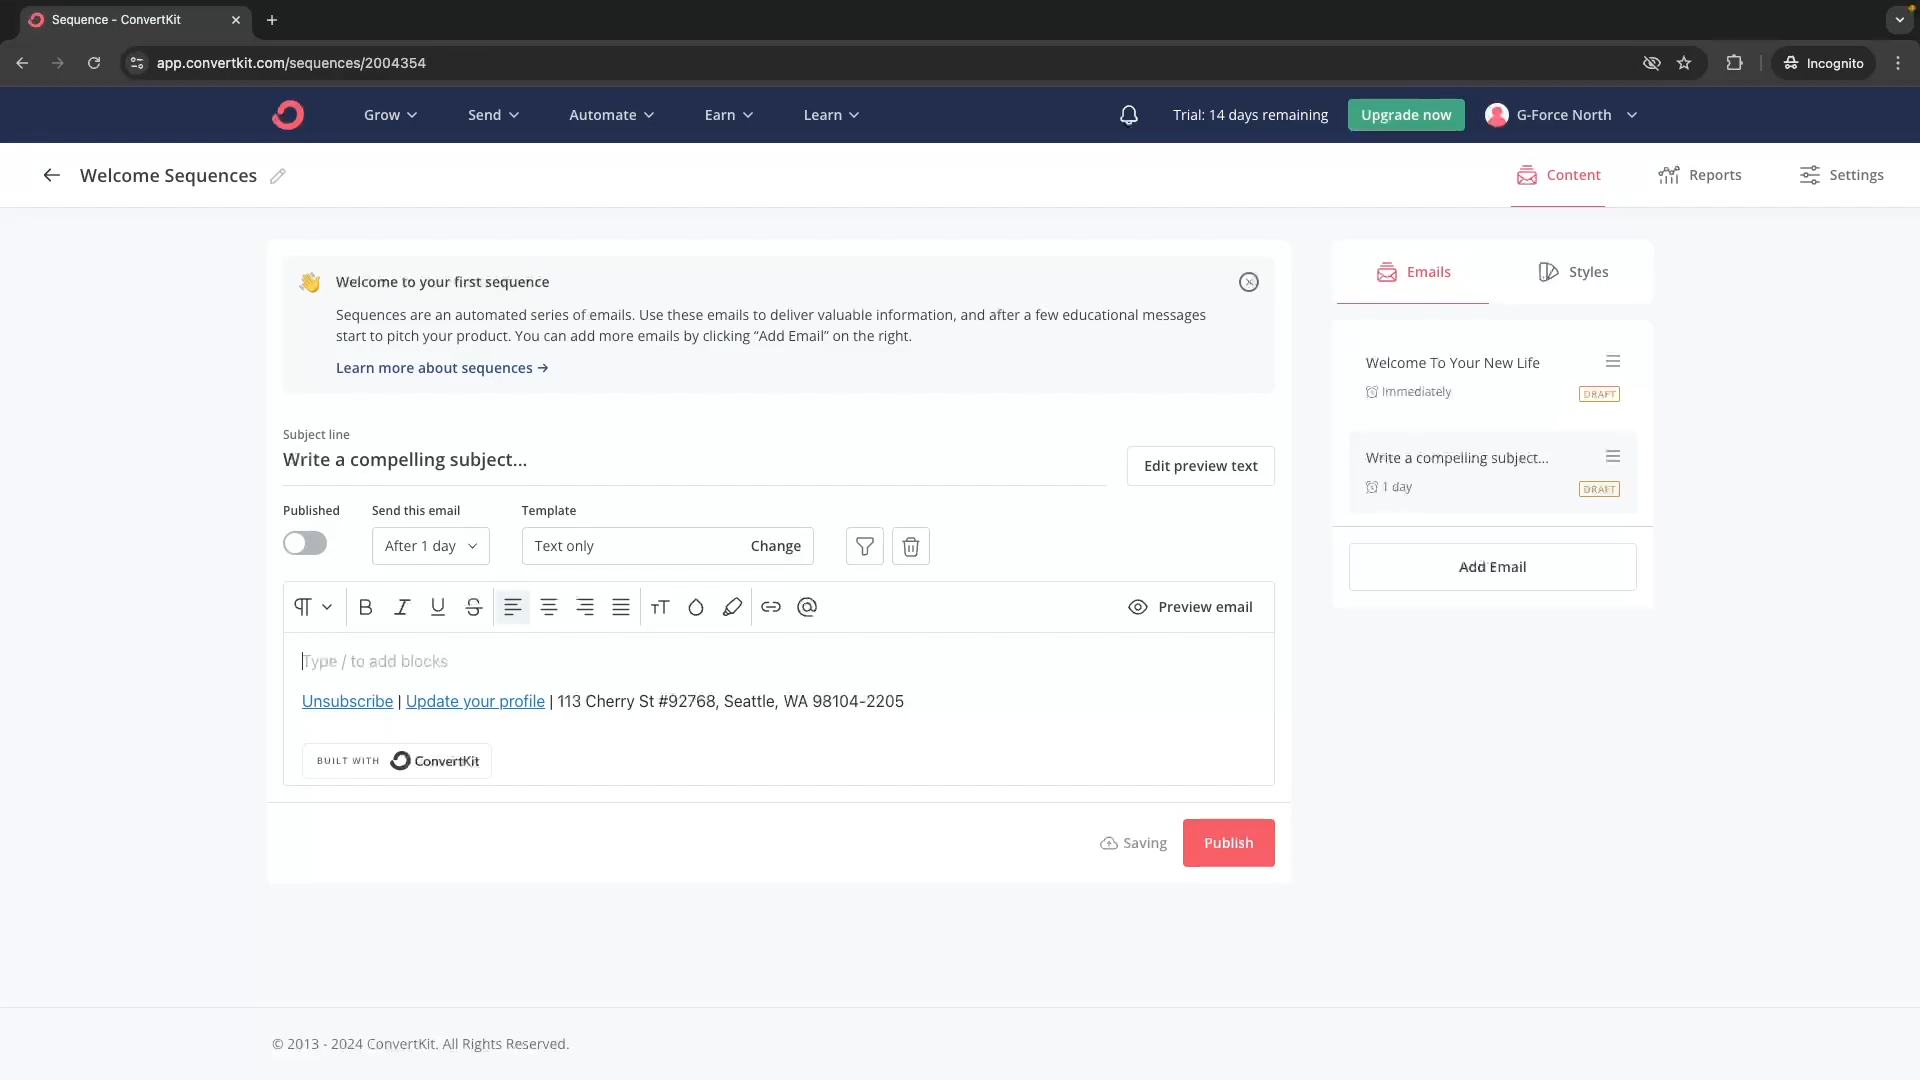 Sequence - ConvertKit
app.convertkit.com/sequences/2004354
Incognito
Grow
Send
Automate
Earn
Learn
Trial: 14 days remaining
Upgrade now
G-Force North
Welcome Sequences
Content
Reports
Settings
Welcome to your first sequence
Sequences are an automated series of emails. Use these emails to deliver valuable information, and after a few educational messages
start to pitch your product. You can add more emails by clicking “Add Email” on the right.
Learn more about sequences →
Subject line
Write a compelling subject...
Edit preview text
Published
Send this email
Template
After 1 day
Text only
Change
Preview email
Type / to add blocks
Unsubscribe | Update your profile | 113 Cherry St #92768, Seattle, WA 98104-2205
BUILT WITH ConvertKit
Saving
Publish
Emails
Styles
Welcome To Your New Life
Immediately
DRAFT
Write a compelling subject...
1 day
DRAFT
Add Email
© 2013 - 2024 ConvertKit. All Rights Reserved.